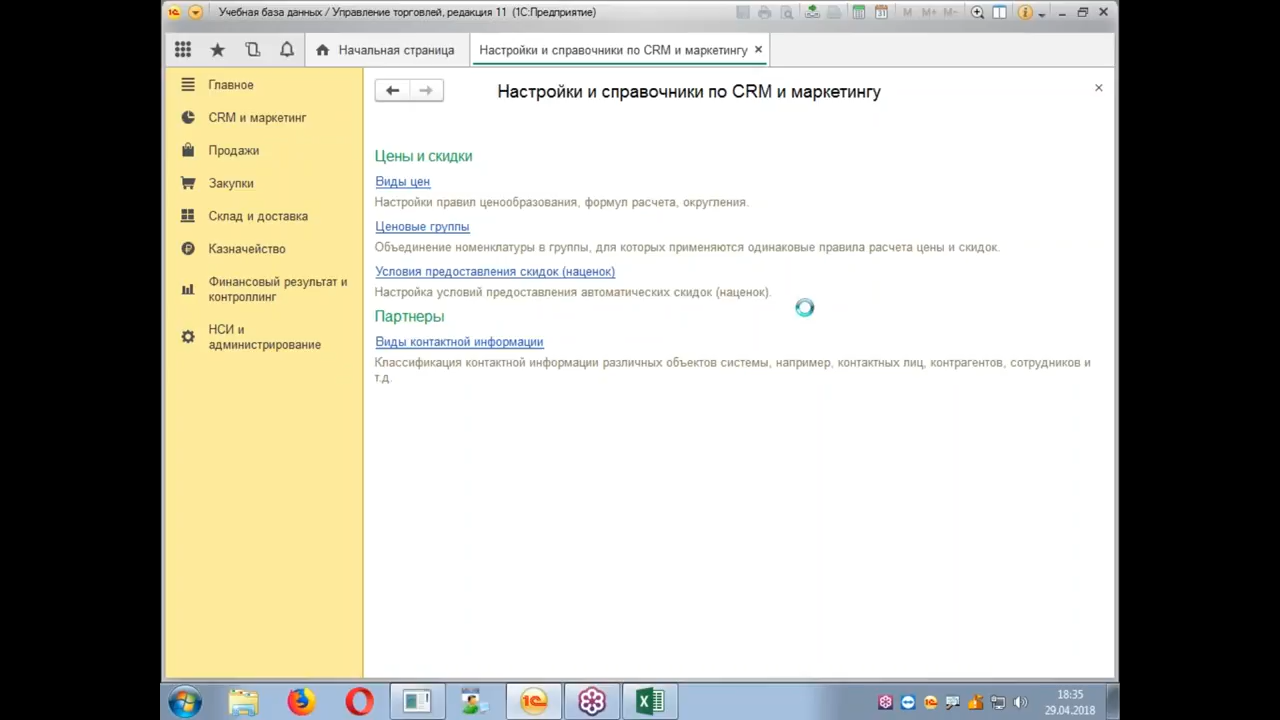 Учебная база данных / Управление торговлей, редакция 11 (1С:Предприятие)
M M+ M-
Начальная страница
Настройки и справочники по CRM и маркетингу
Главное
CRM и маркетинг
Продажи
Закупки
Склад и доставка
Казначейство
Финансовый результат и
контроллинг
НСИ и
администрирование
Настройки и справочники по CRM и маркетингу
Цены и скидки
Виды цен
Настройки правил ценообразования, формул расчета, округления.
Ценовые группы
Объединение номенклатуры в группы, для которых применяются одинаковые правила расчета цены и скидок.
Условия предоставления скидок (наценок)
Настройка условий предоставления автоматических скидок (наценок).
Партнеры
Виды контактной информации
Классификация контактной информации различных объектов системы, например, контактных лиц, контрагентов, сотрудников и
т.д.
18:35
29.04.2018